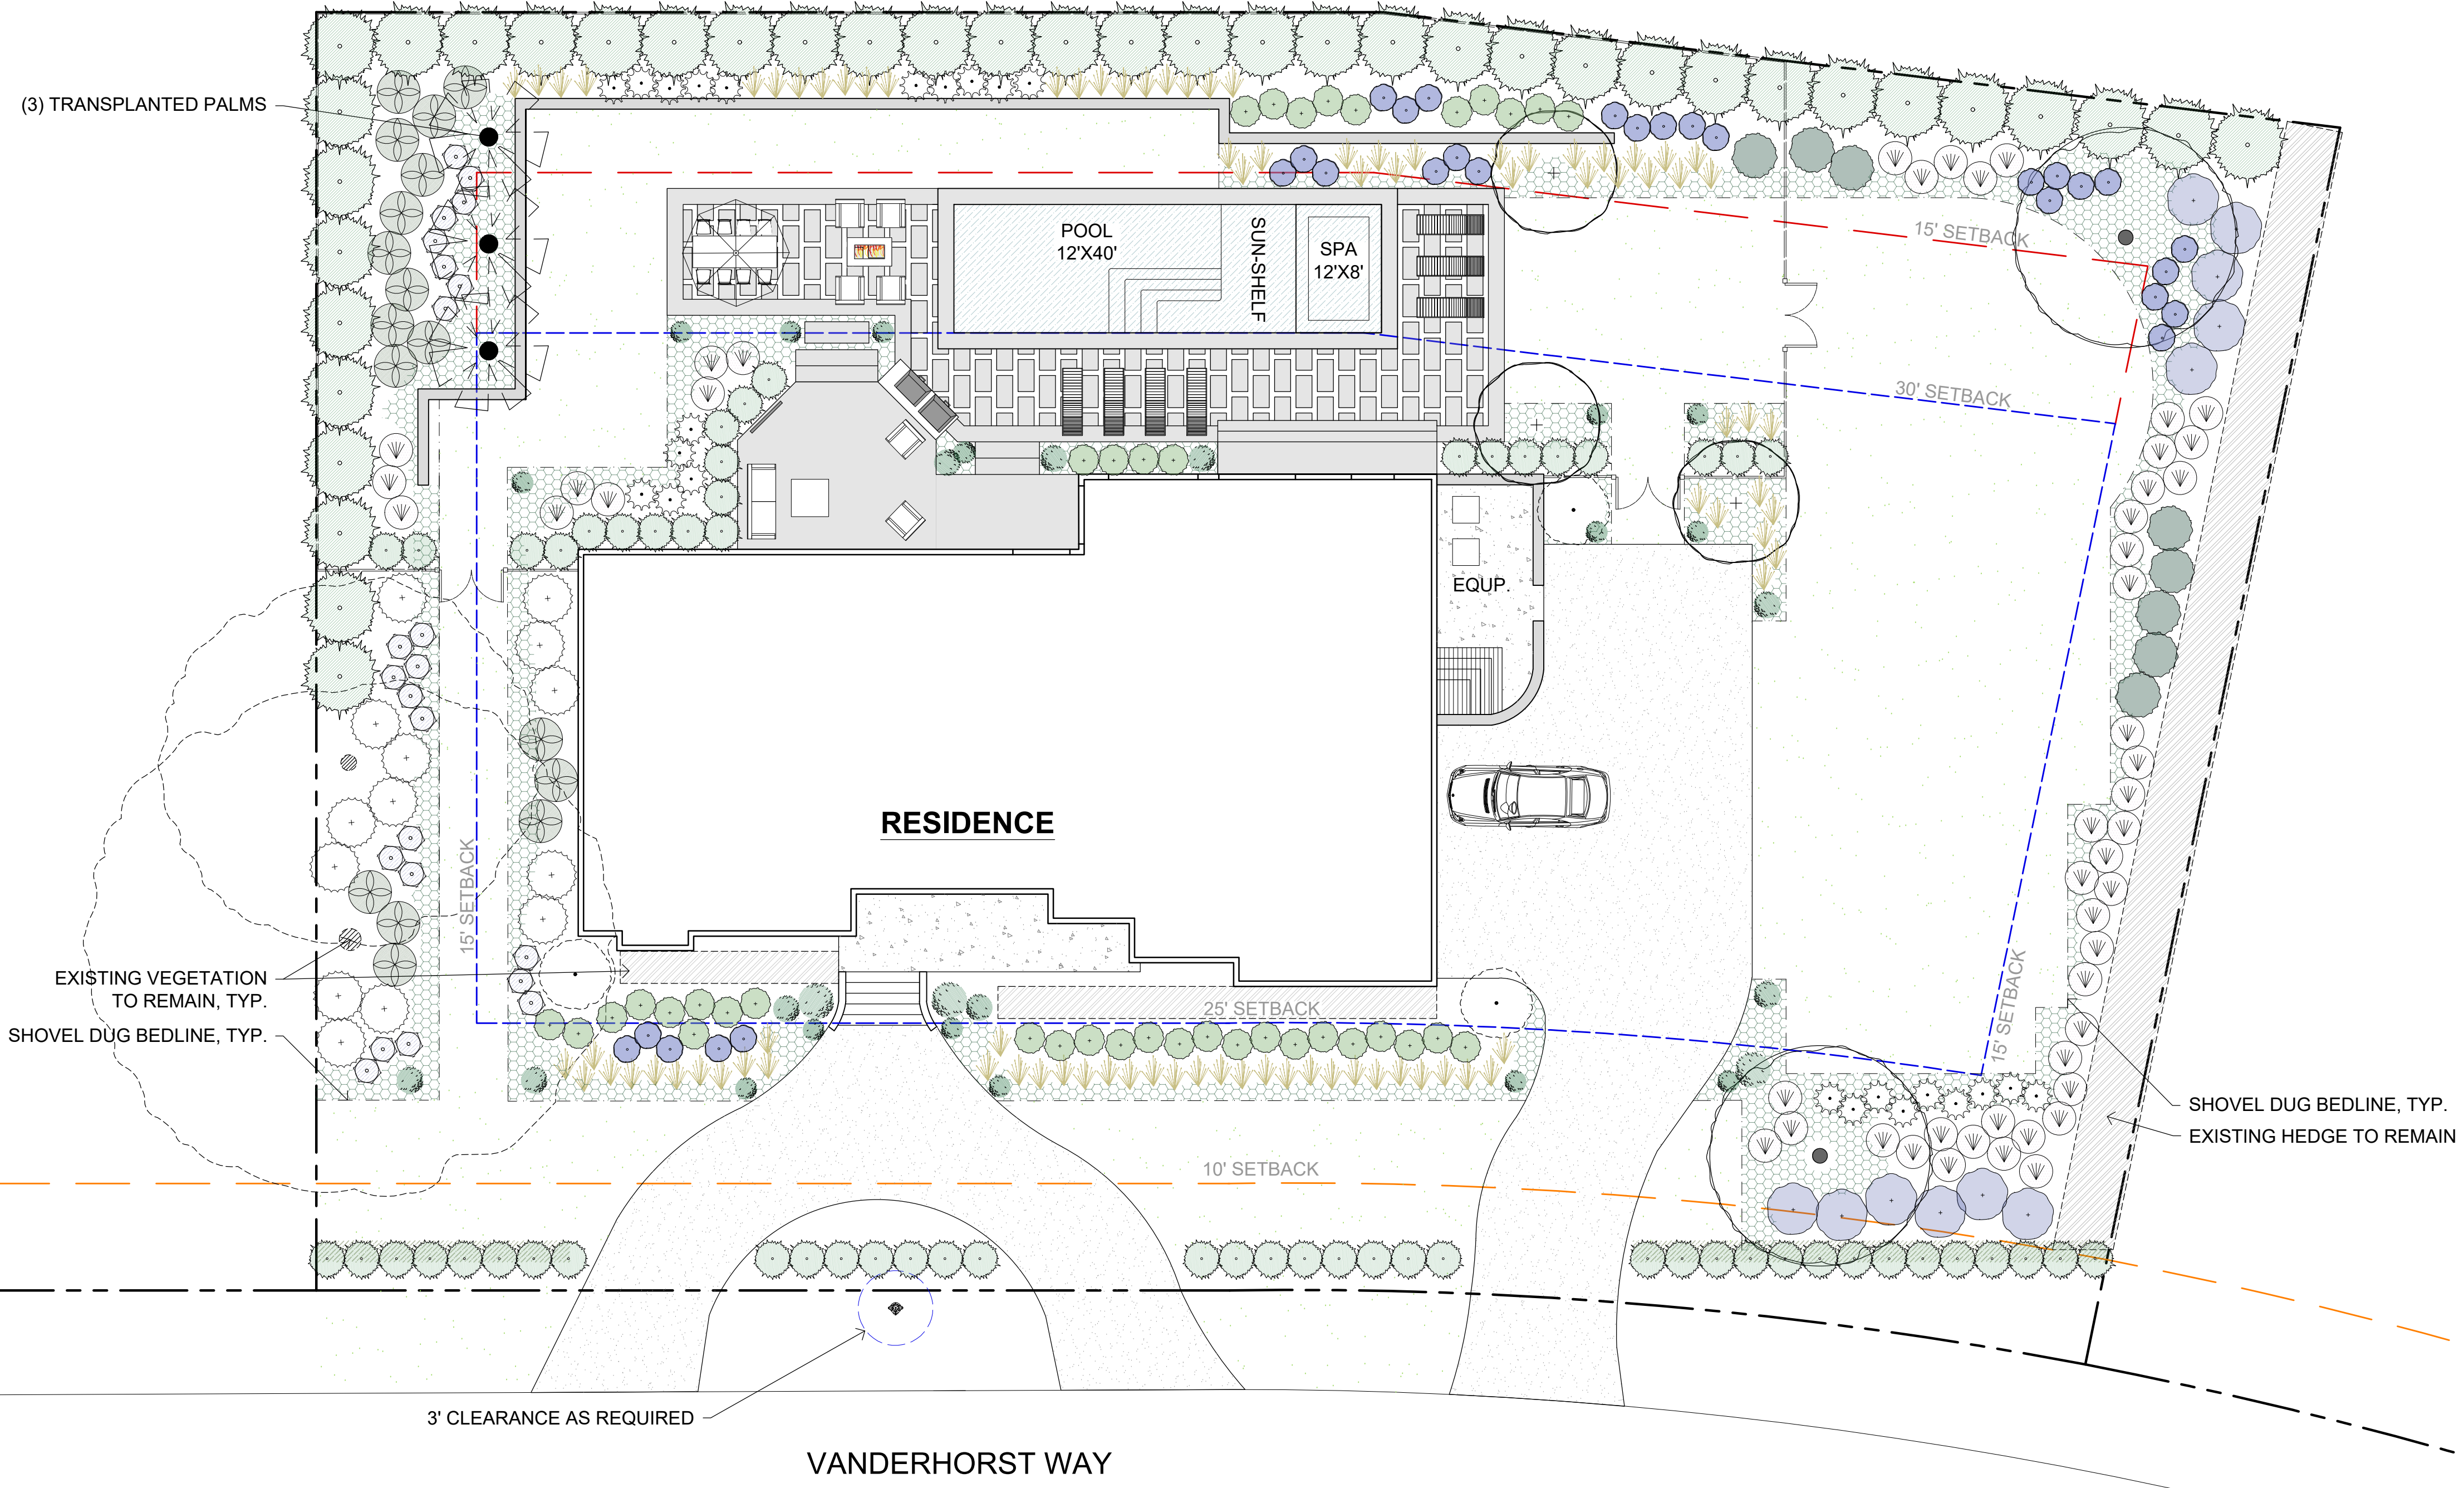 (3) TRANSPLANTED PALMS
POOL
12'X40'
SUN-SHELF
SPA
12'X8'
15' SETBACK
30' SETBACK
EQUP.
RESIDENCE
15' SETBACK
EXISTING VEGETATION
TO REMAIN, TYP.
SHOVEL DUG BEDLINE, TYP.
25' SETBACK
15' SETBACK
SHOVEL DUG BEDLINE, TYP.
EXISTING HEDGE TO REMAIN
10' SETBACK
3' CLEARANCE AS REQUIRED
VANDERHORST WAY